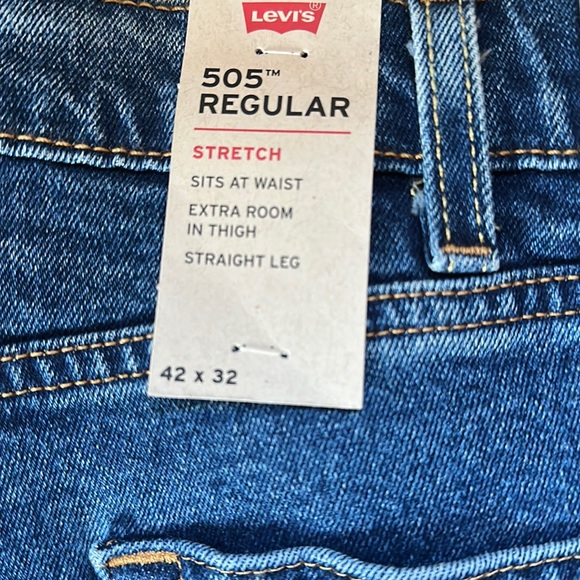 LEVI'S®
505™
REGULAR
STRETCH
SITS AT WAIST
EXTRA ROOM
IN THIGH
STRAIGHT LEG
42 x 32